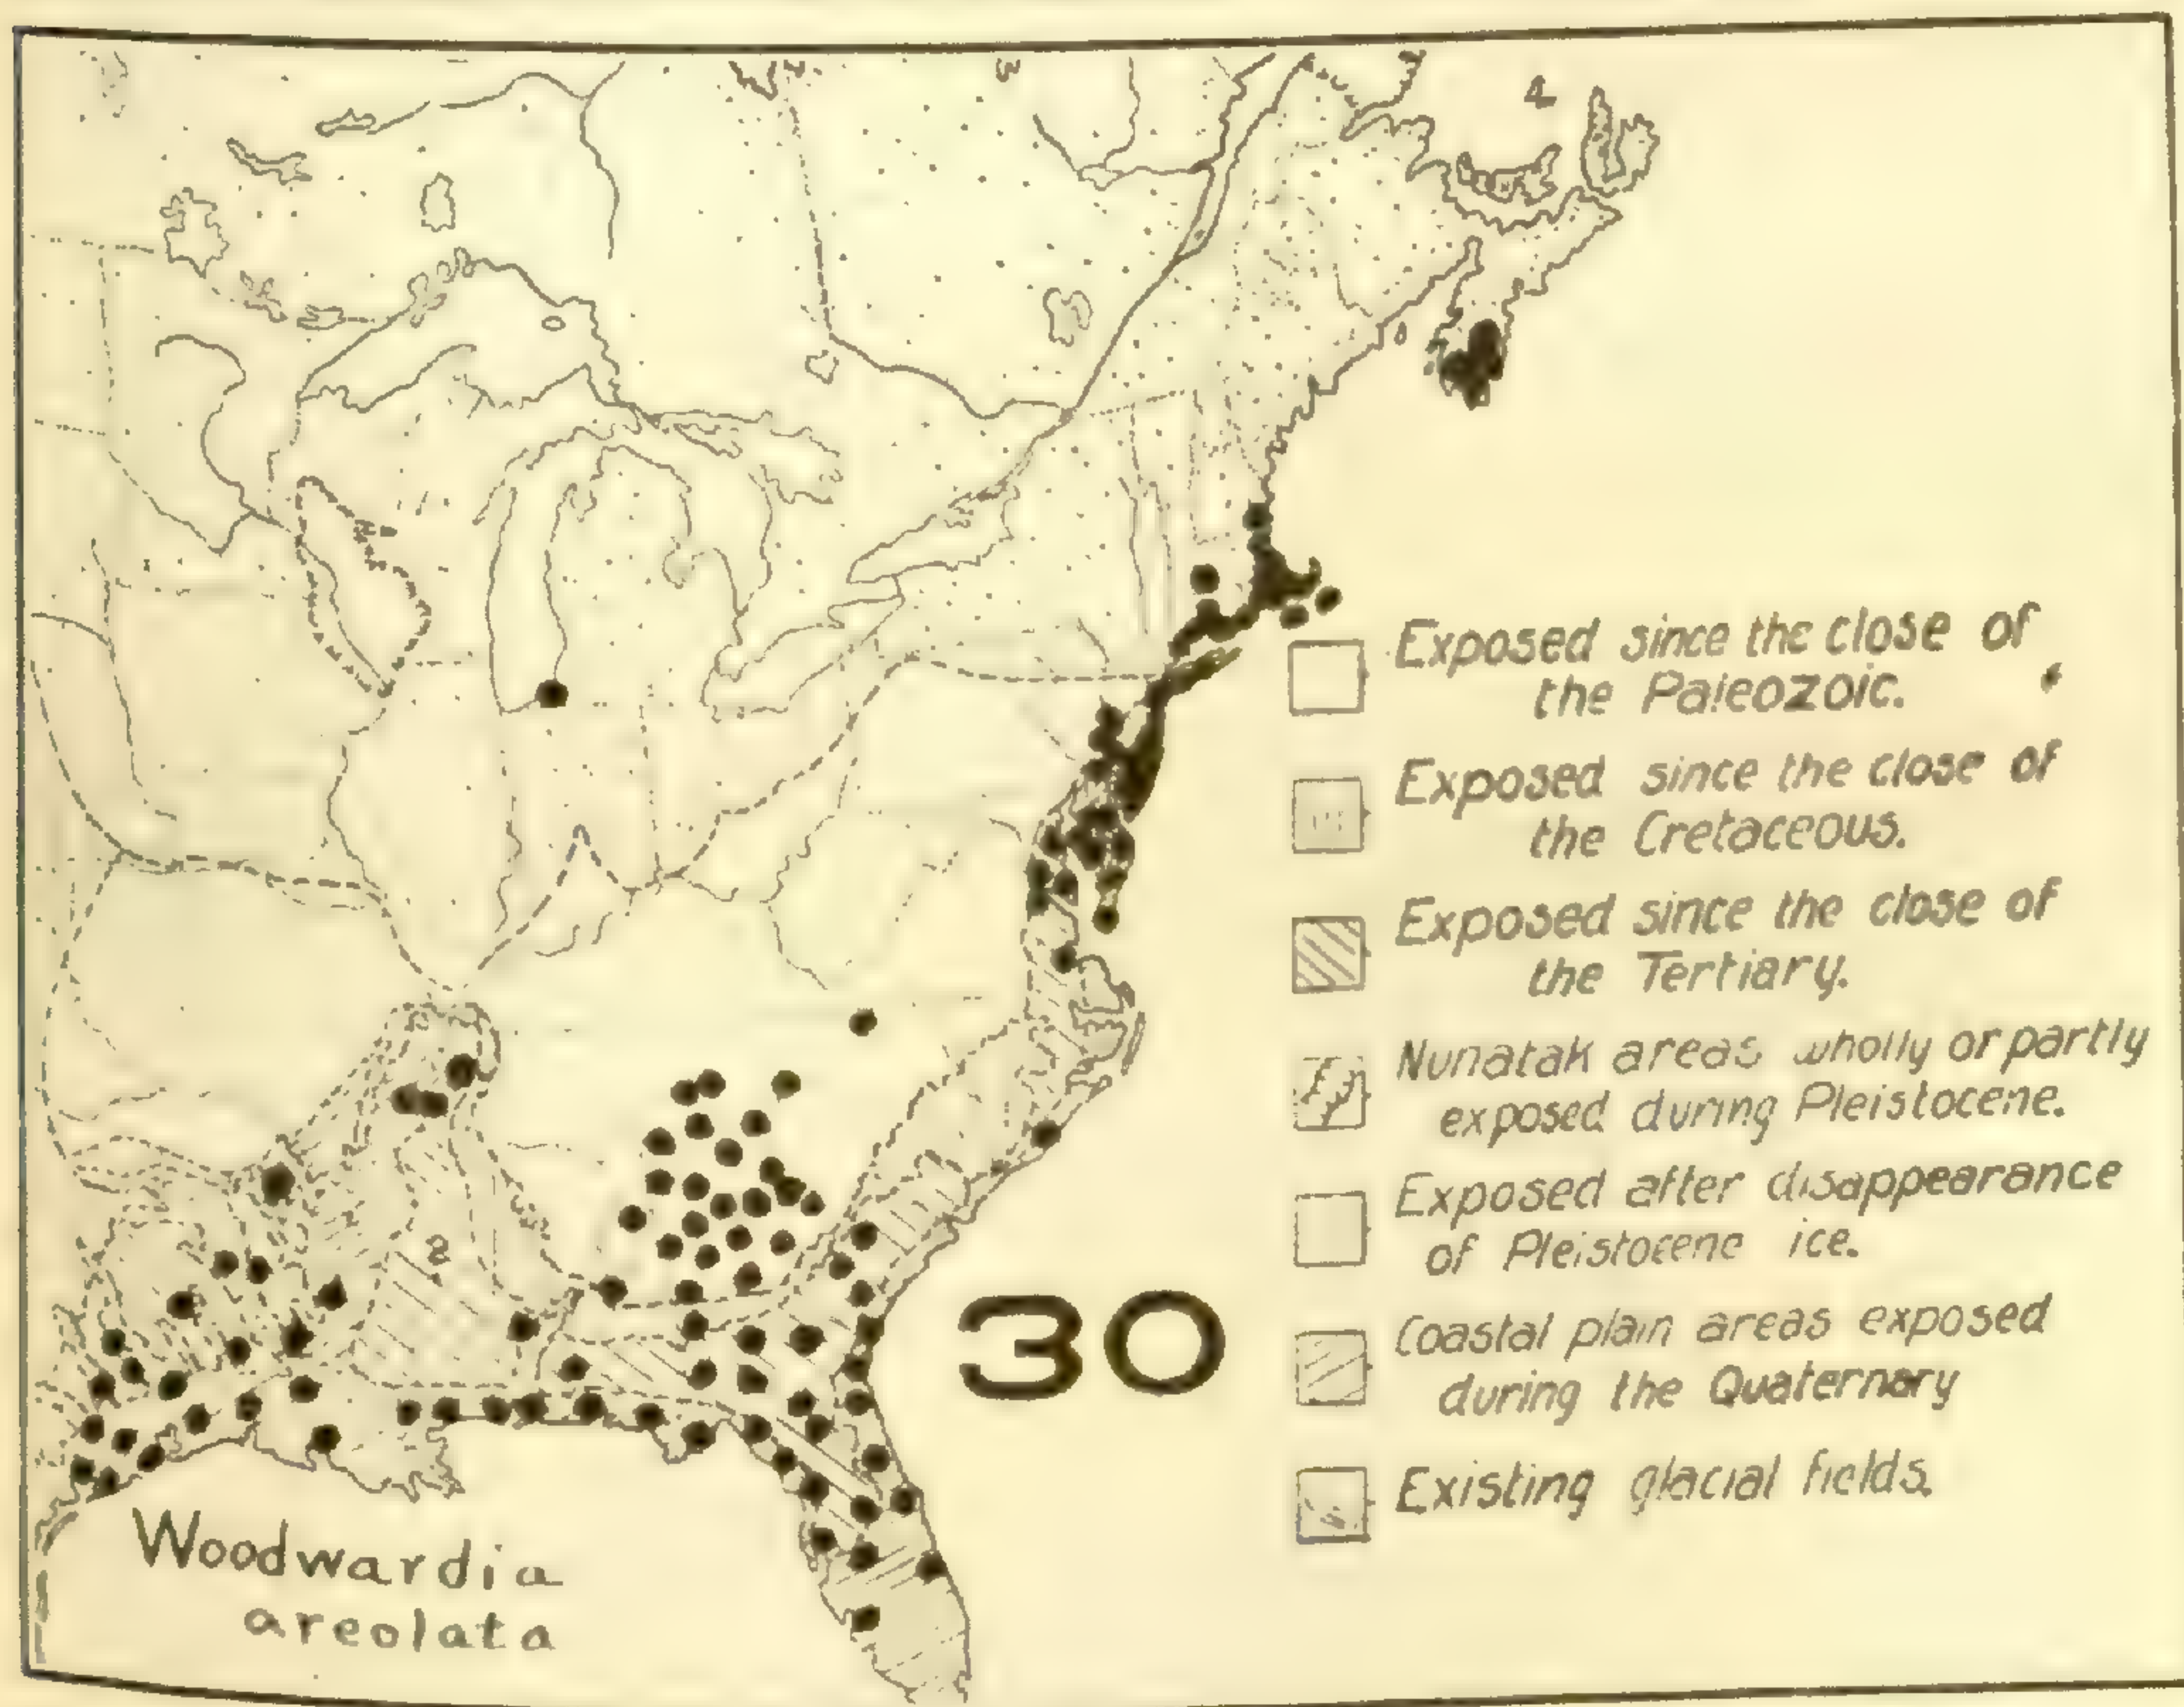 4
Exposed since the close of
the Paleozoic.
Exposed since the close of
the Cretaceous.
Exposed since the close of
the Tertiary.
Nunatak areas wholly or partly
exposed during Pleistocene.
Exposed after disappearance
of Pleistocene ice.
Coastal plain areas exposed
during the Quaternary
Existing glacial fields.
30
Woodwardia
areolata